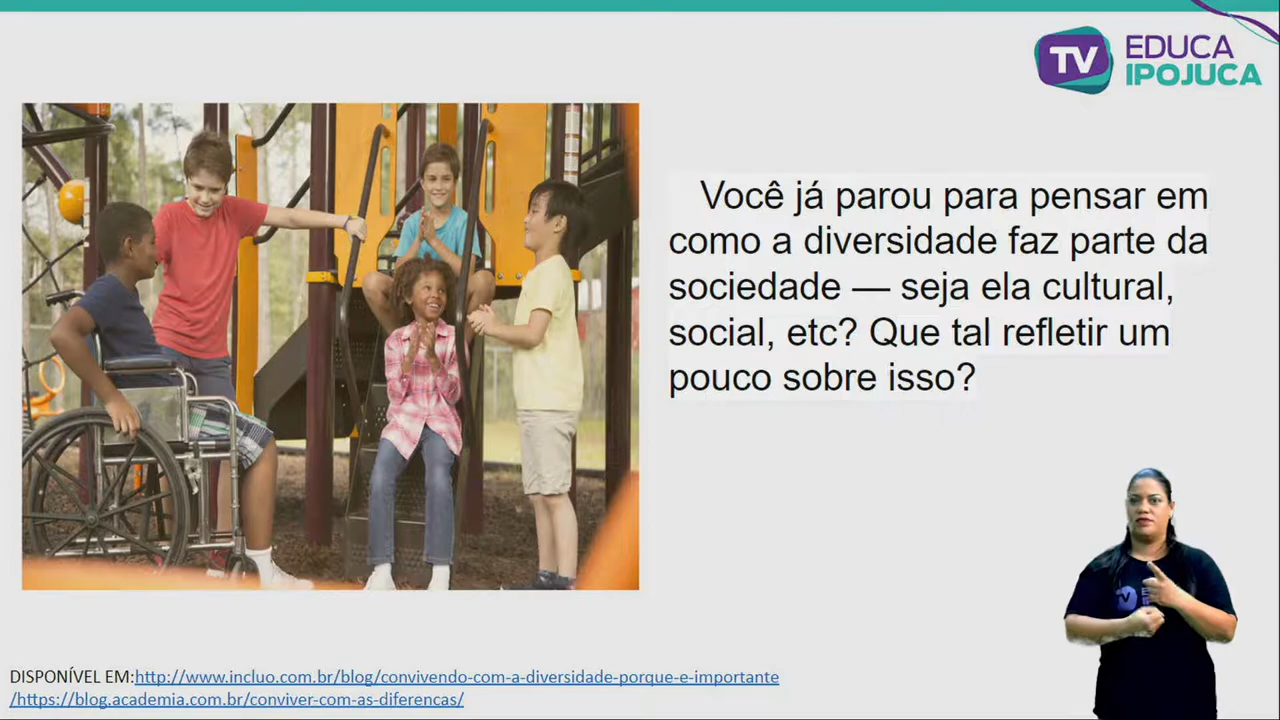 TV EDUCA
IPOJUCA
Você já parou para pensar em
como a diversidade faz parte da
sociedade — seja ela cultural,
social, etc? Que tal refletir um
pouco sobre isso?
TV
DISPONÍVEL EM:http://www.incluo.com.br/blog/convivendo-com-a-diversidade-porque-e-importante
/https://blog.academia.com.br/conviver-com-as-diferencas/